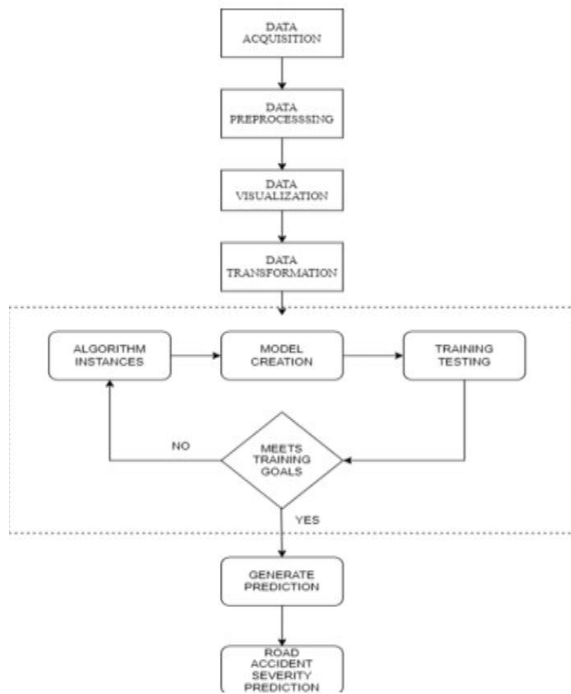 DATA
ACQUISITION
DATA
PREPROCESSSING
DATA
VISUALIZATION
DATA
TRANSFORMATION
ALGORITHM
INSTANCES
MODEL
CREATION
TRAINING
TESTING
MEETS
TRAINING
GOALS
NO
YES
GENERATE
PREDICTION
ROAD
ACCIDENT
SEVERITY
PREDICTION